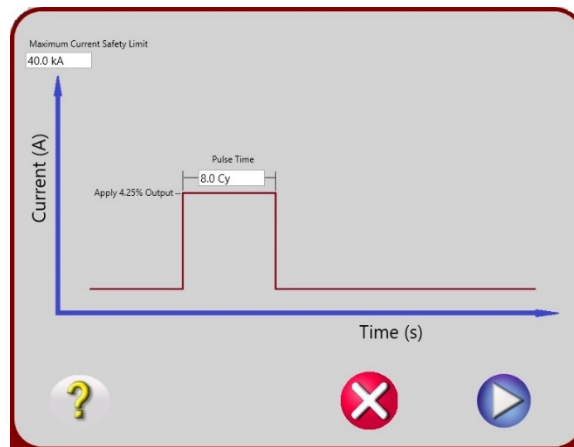 Maximum Current Safety Limit
40.0 kA
Current (A)
Pulse Time
8.0 Cy
Apply 4.25% Output
Time (s)
?